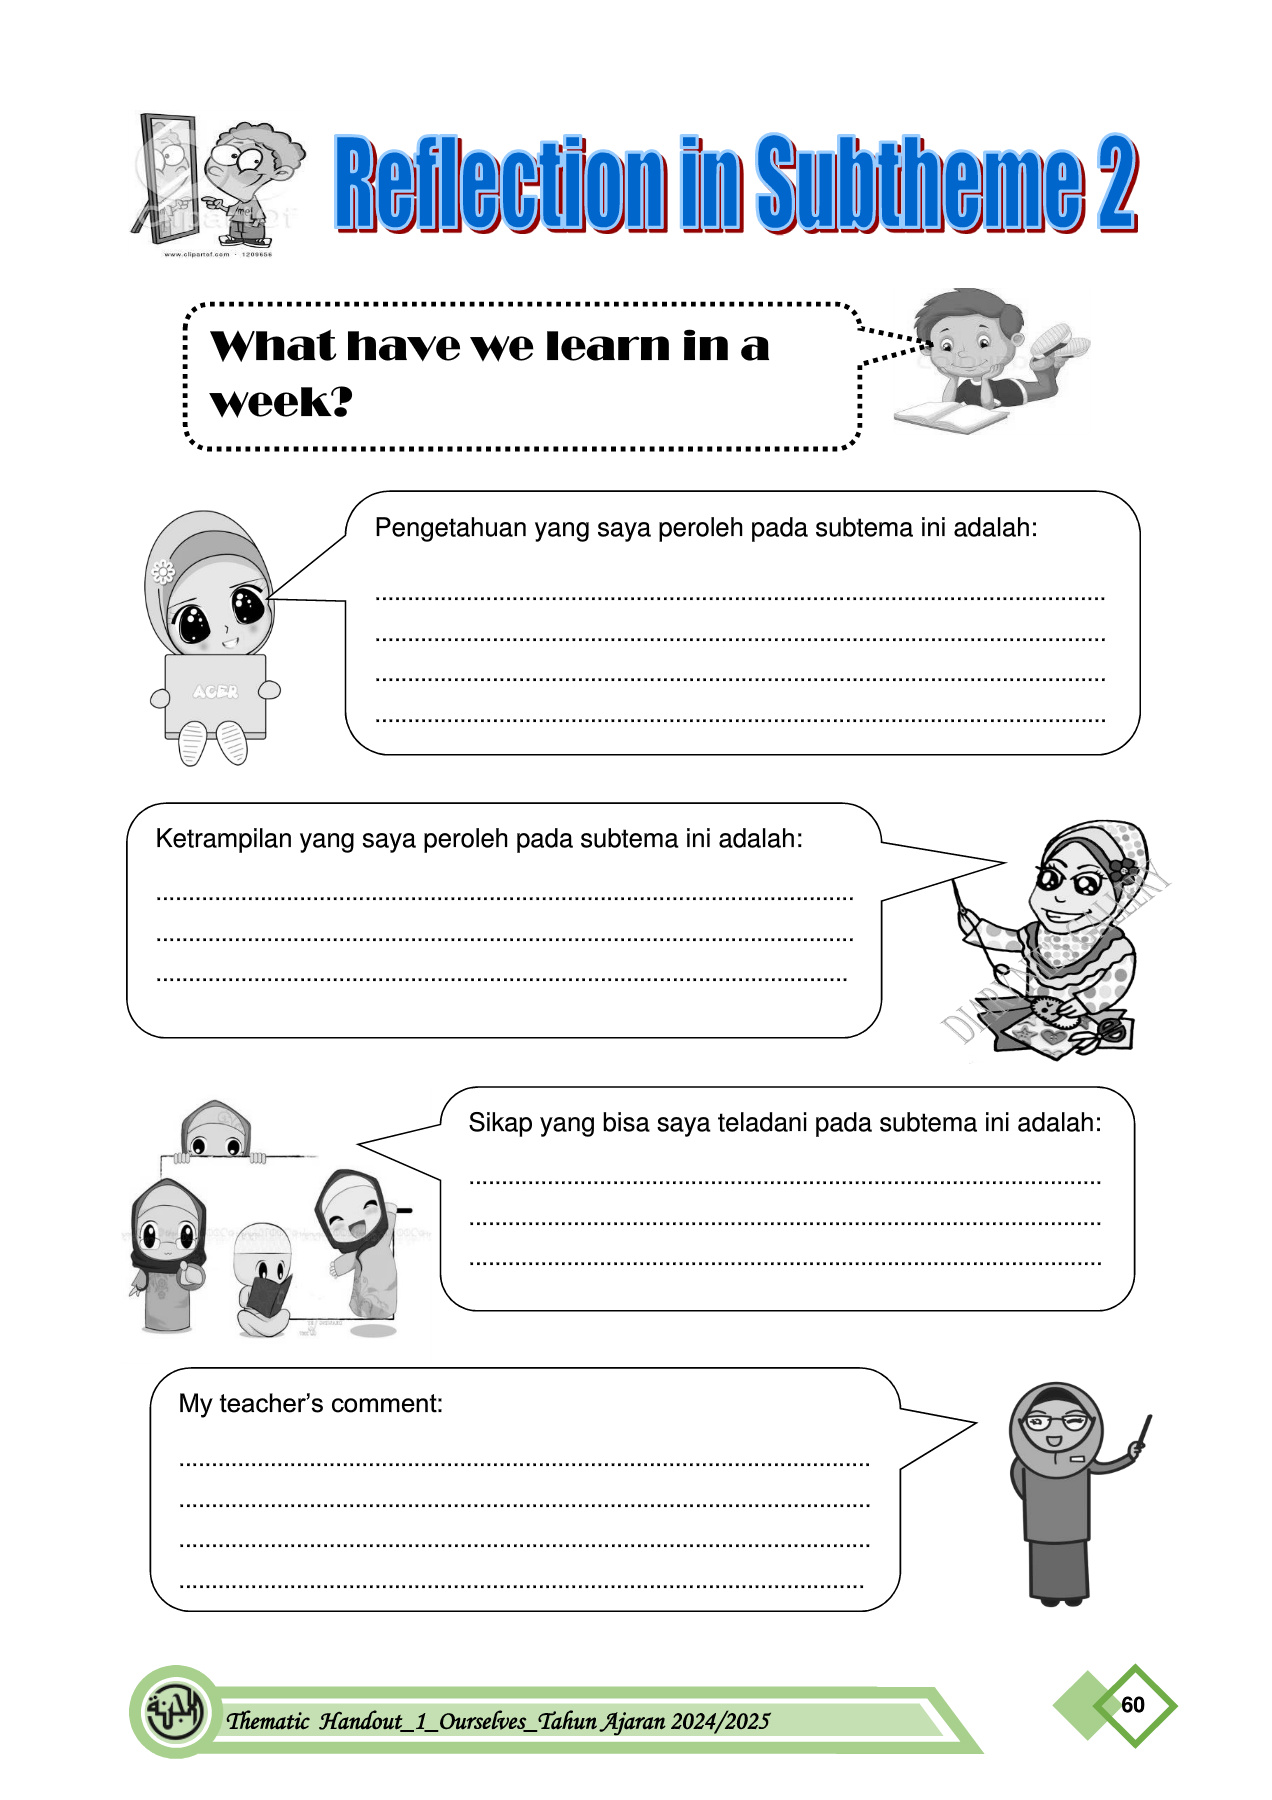 Reflection in Subtheme 2
www.clipartof.com · 1209656
What have we learn in a
week?
Pengetahuan yang saya peroleh pada subtema ini adalah:
ACER
Ketrampilan yang saya peroleh pada subtema ini adalah:
Sikap yang bisa saya teladani pada subtema ini adalah:
My teacher’s comment:
Thematic Handout_1_Ourselves_Tahun Ajaran 2024/2025
60